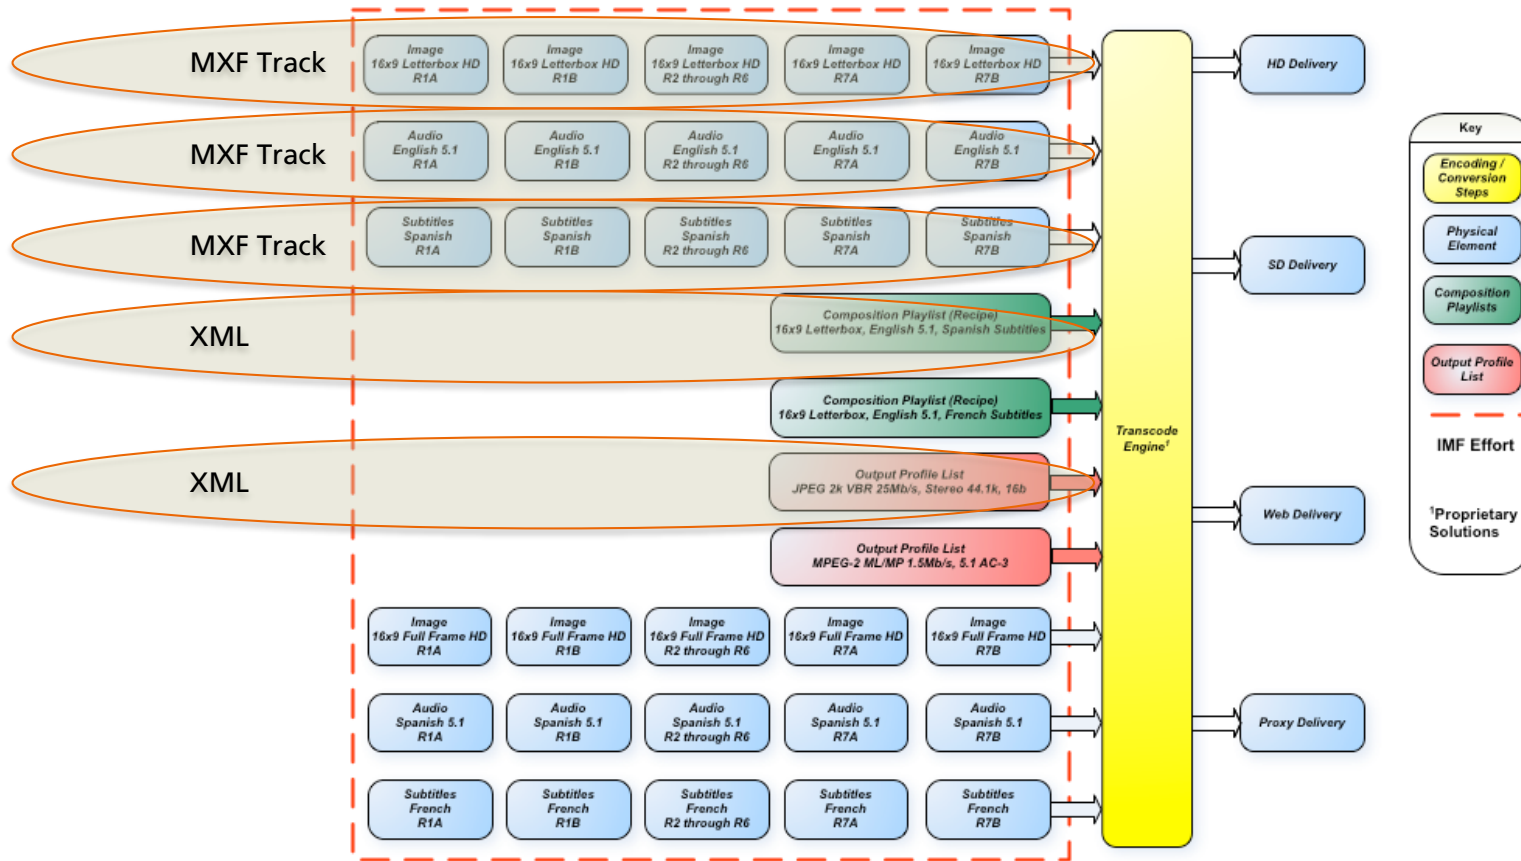 MXF Track
Image
16x9 Letterbox HD
R1A
Image
16x9 Letterbox HD
R1B
Image
16x9 Letterbox HD
R2 through R6
Image
16x9 Letterbox HD
R7A
Image
16x9 Letterbox HD
R7B
HD Delivery
MXF Track
Audio
English 5.1
R1A
Audio
English 5.1
R1B
Audio
English 5.1
R2 through R6
Audio
English 5.1
R7A
Audio
English 5.1
R7B
MXF Track
Subtitles
Spanish
R1A
Subtitles
Spanish
R1B
Subtitles
Spanish
R2 through R6
Subtitles
Spanish
R7A
Subtitles
Spanish
R7B
SD Delivery
XML
Composition Playlist (Recipe)
16x9 Letterbox, English 5.1, Spanish Subtitles
Composition Playlist (Recipe)
16x9 Letterbox, English 5.1, French Subtitles
Transcode
Engine¹
XML
Output Profile List
JPEG 2k VBR 25Mb/s, Stereo 44.1k, 16b
Web Delivery
Output Profile List
MPEG-2 ML/MP 1.5Mb/s, 5.1 AC-3
Image
16x9 Full Frame HD
R1A
Image
16x9 Full Frame HD
R1B
Image
16x9 Full Frame HD
R2 through R6
Image
16x9 Full Frame HD
R7A
Image
16x9 Full Frame HD
R7B
Audio
Spanish 5.1
R1A
Audio
Spanish 5.1
R1B
Audio
Spanish 5.1
R2 through R6
Audio
Spanish 5.1
R7A
Audio
Spanish 5.1
R7B
Proxy Delivery
Subtitles
French
R1A
Subtitles
French
R1B
Subtitles
French
R2 through R6
Subtitles
French
R7A
Subtitles
French
R7B
Key
Encoding /
Conversion
Steps
Physical
Element
Composition
Playlists
Output Profile
List
IMF Effort
¹Proprietary
Solutions